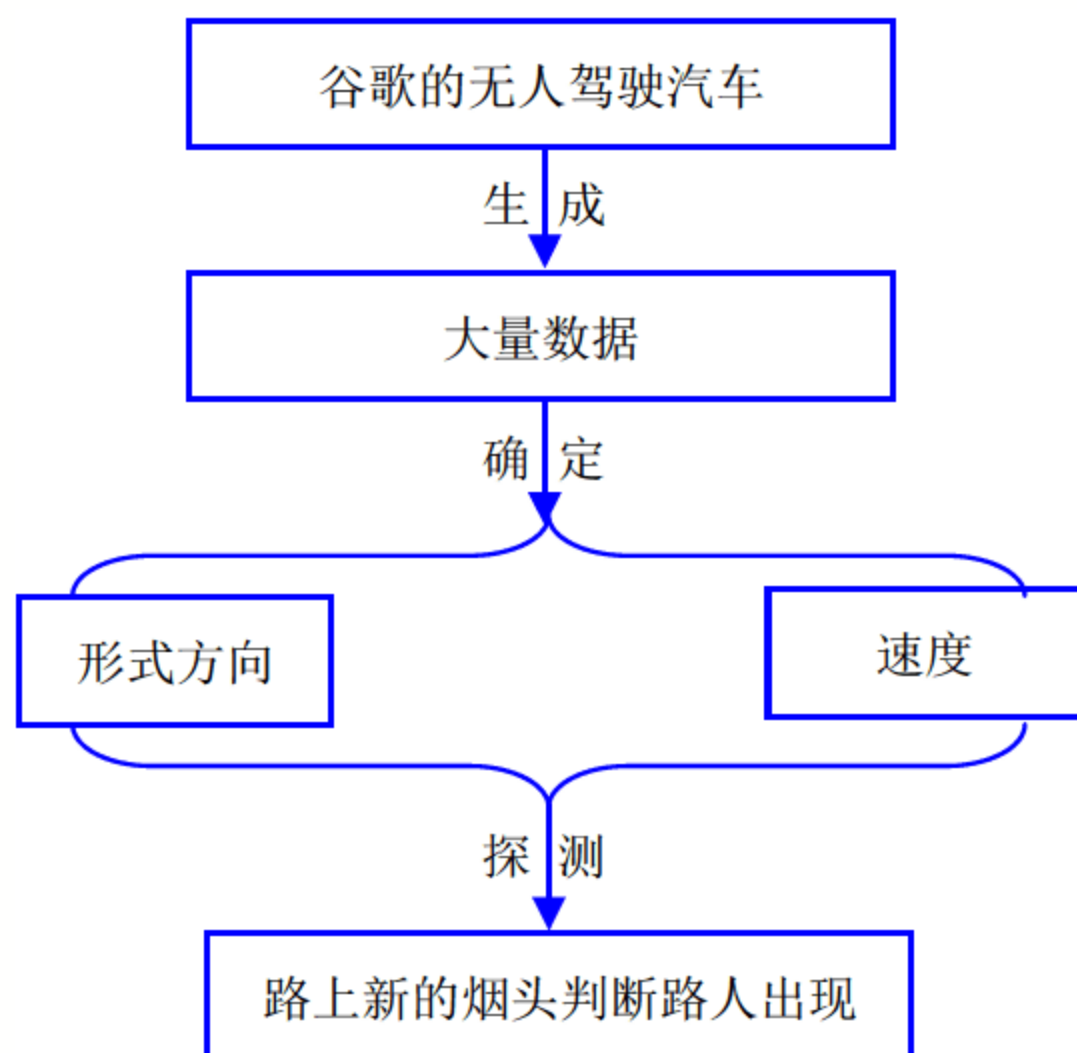 谷歌的无人驾驶汽车
生成
大量数据
确定
形式方向
速度
探测
路上新的烟头判断路人出现